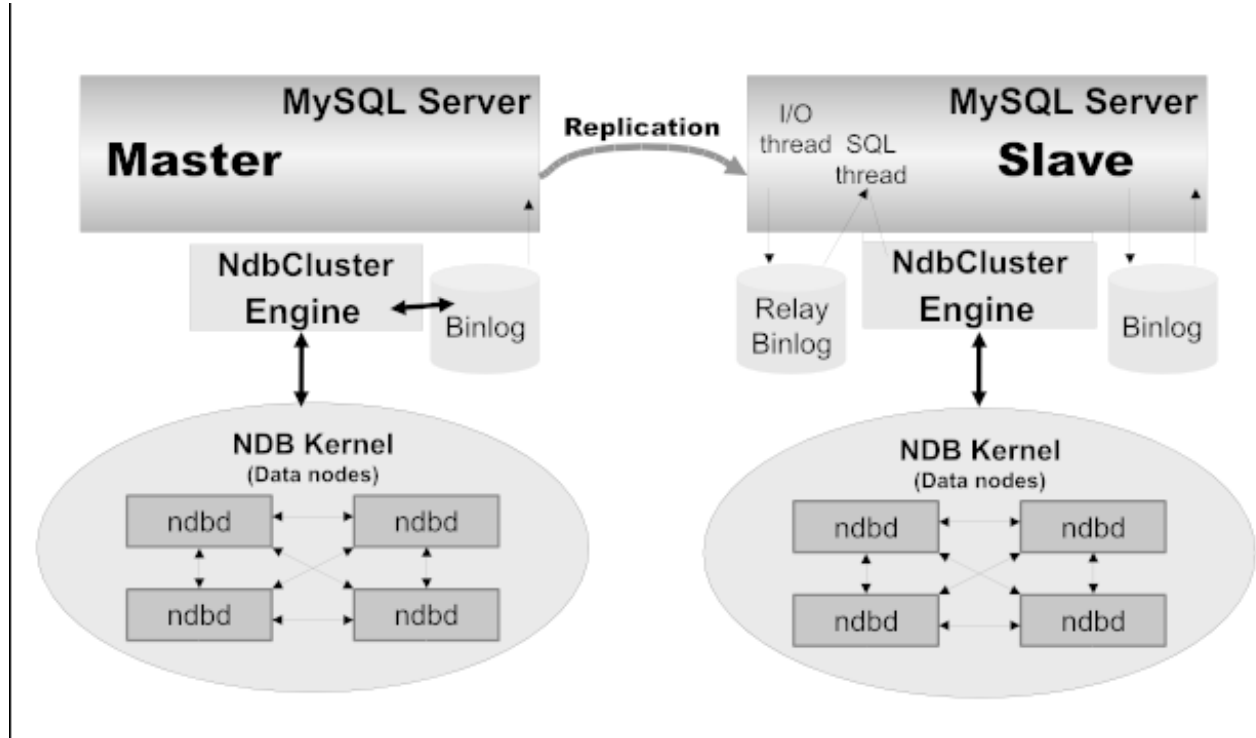 MySQL Server
Master
Replication
MySQL Server
I/O
thread
SQL
thread
Slave
NdbCluster
Engine
Binlog
Relay
Binlog
NdbCluster
Engine
Binlog
NDB Kernel
(Data nodes)
ndbd
ndbd
ndbd
ndbd
NDB Kernel
(Data nodes)
ndbd
ndbd
ndbd
ndbd